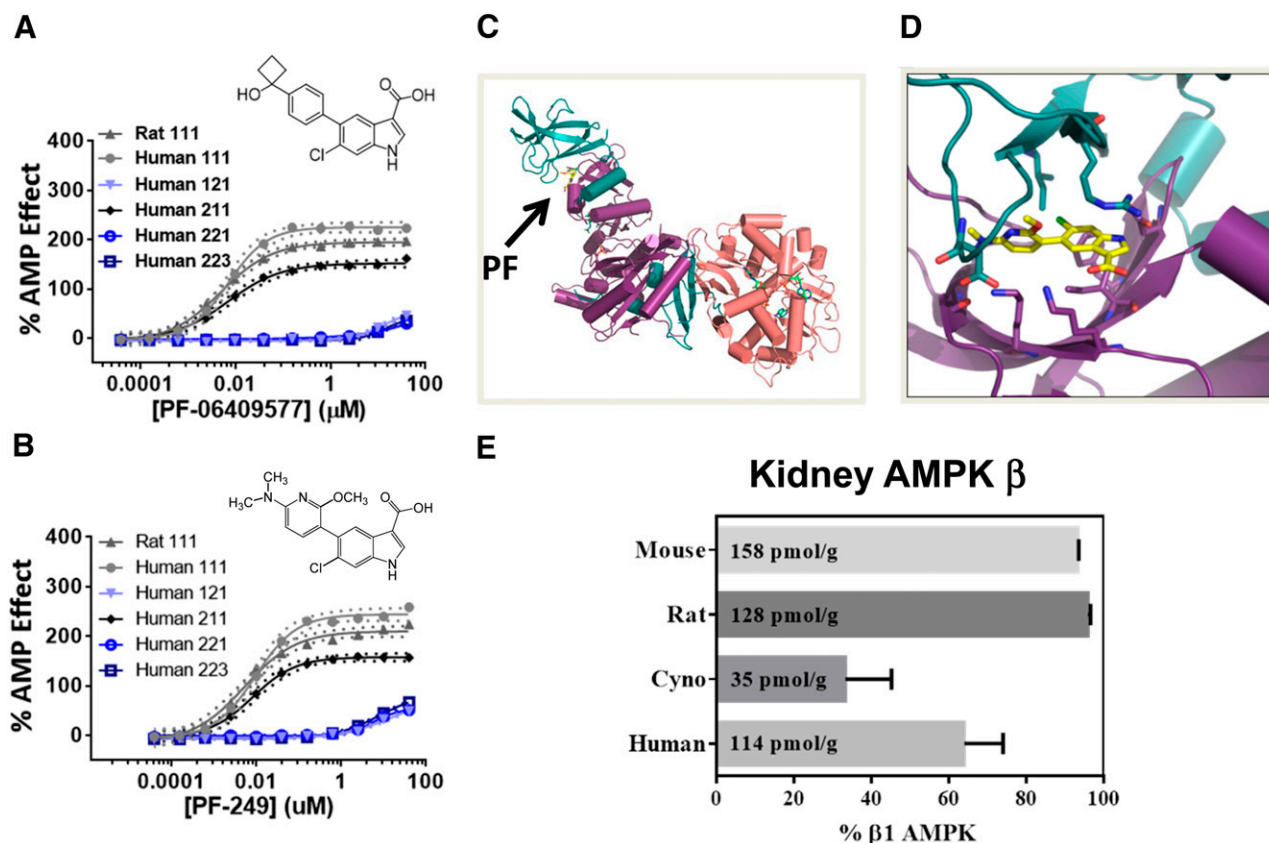 A
HO
O
OH
Cl
N
H
% AMP Effect
400
300
200
100
0
Rat 111
Human 111
Human 121
Human 211
Human 221
Human 223
0.0001
0.01
1
100
[PF-06409577] (μM)
B
CH3
H3C
N
N
OCH3
O
OH
Cl
N
H
% AMP Effect
400
300
200
100
0
Rat 111
Human 111
Human 121
Human 211
Human 221
Human 223
0.0001
0.01
1
100
[PF-249] (uM)
C
PF
D
E
Kidney AMPK β
Mouse
158 pmol/g
Rat
128 pmol/g
Cyno
35 pmol/g
Human
114 pmol/g
0
20
40
60
80
100
% β1 AMPK